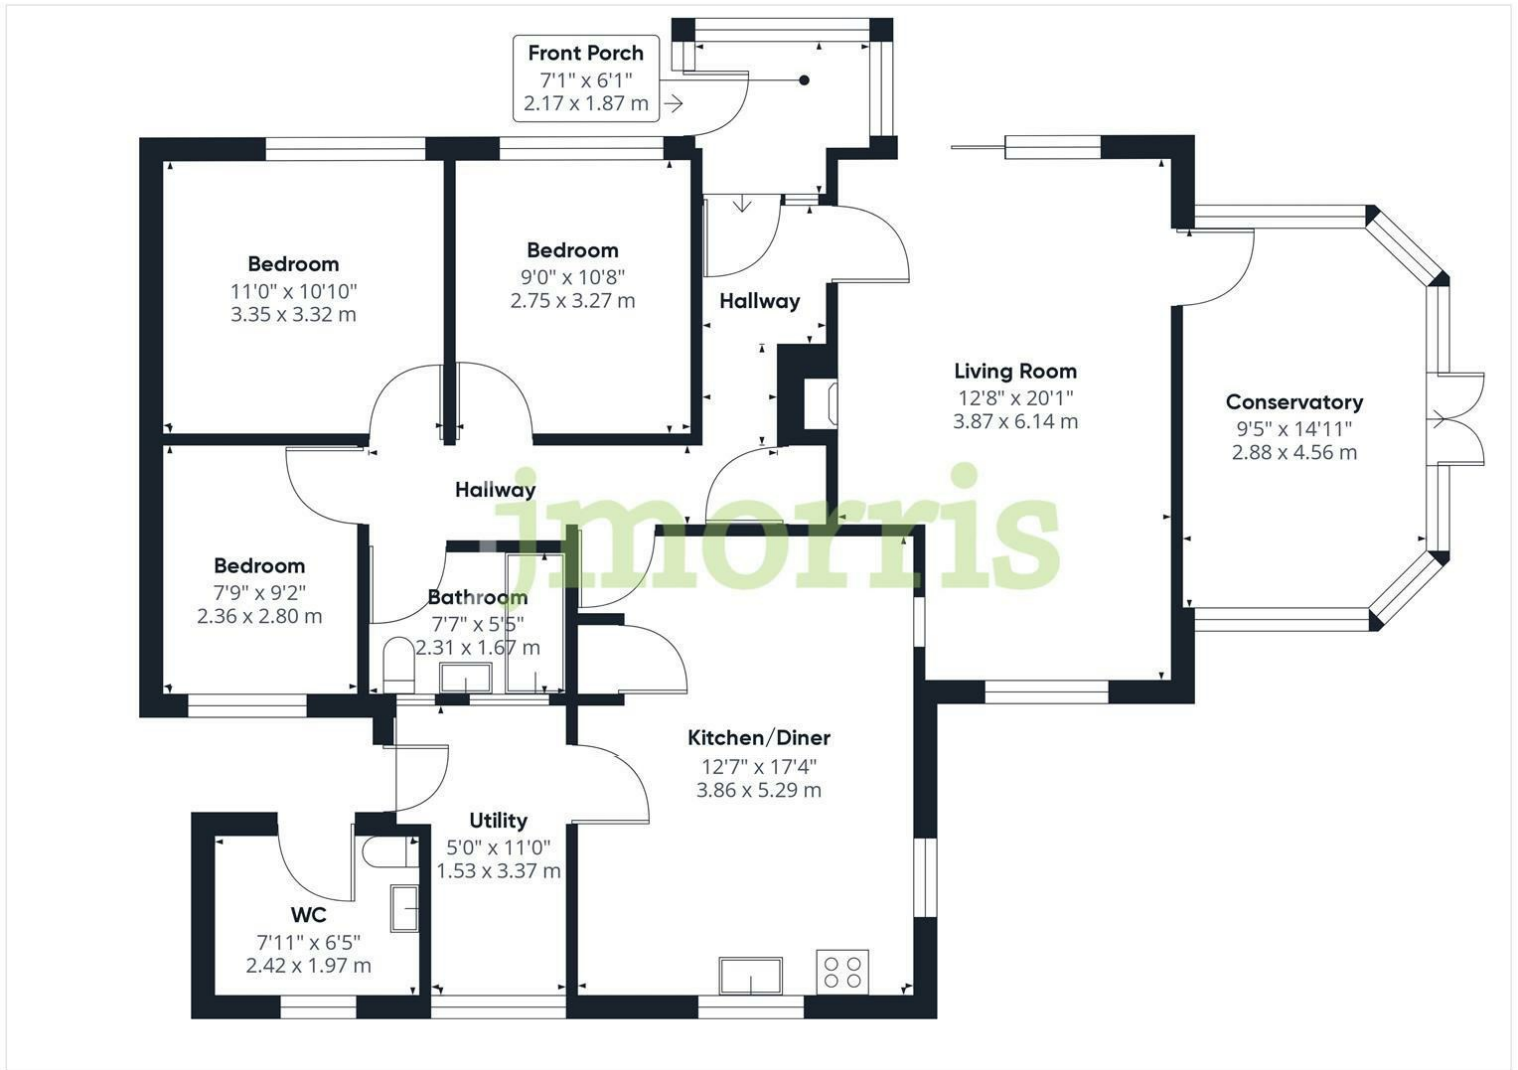 Front Porch
7'1" x 6'1"
2.17 x 1.87 m
Bedroom
11'0" x 10'10"
3.35 x 3.32 m
Bedroom
9'0" x 10'8"
2.75 x 3.27 m
Hallway
Living Room
12'8" x 20'1"
3.87 x 6.14 m
Conservatory
9'5" x 14'11"
2.88 x 4.56 m
Hallway
jmorris
Bedroom
7'9" x 9'2"
2.36 x 2.80 m
Bathroom
7'7" x 5'5"
2.31 x 1.67 m
Kitchen/Diner
12'7" x 17'4"
3.86 x 5.29 m
Utility
5'0" x 11'0"
1.53 x 3.37 m
WC
7'11" x 6'5"
2.42 x 1.97 m